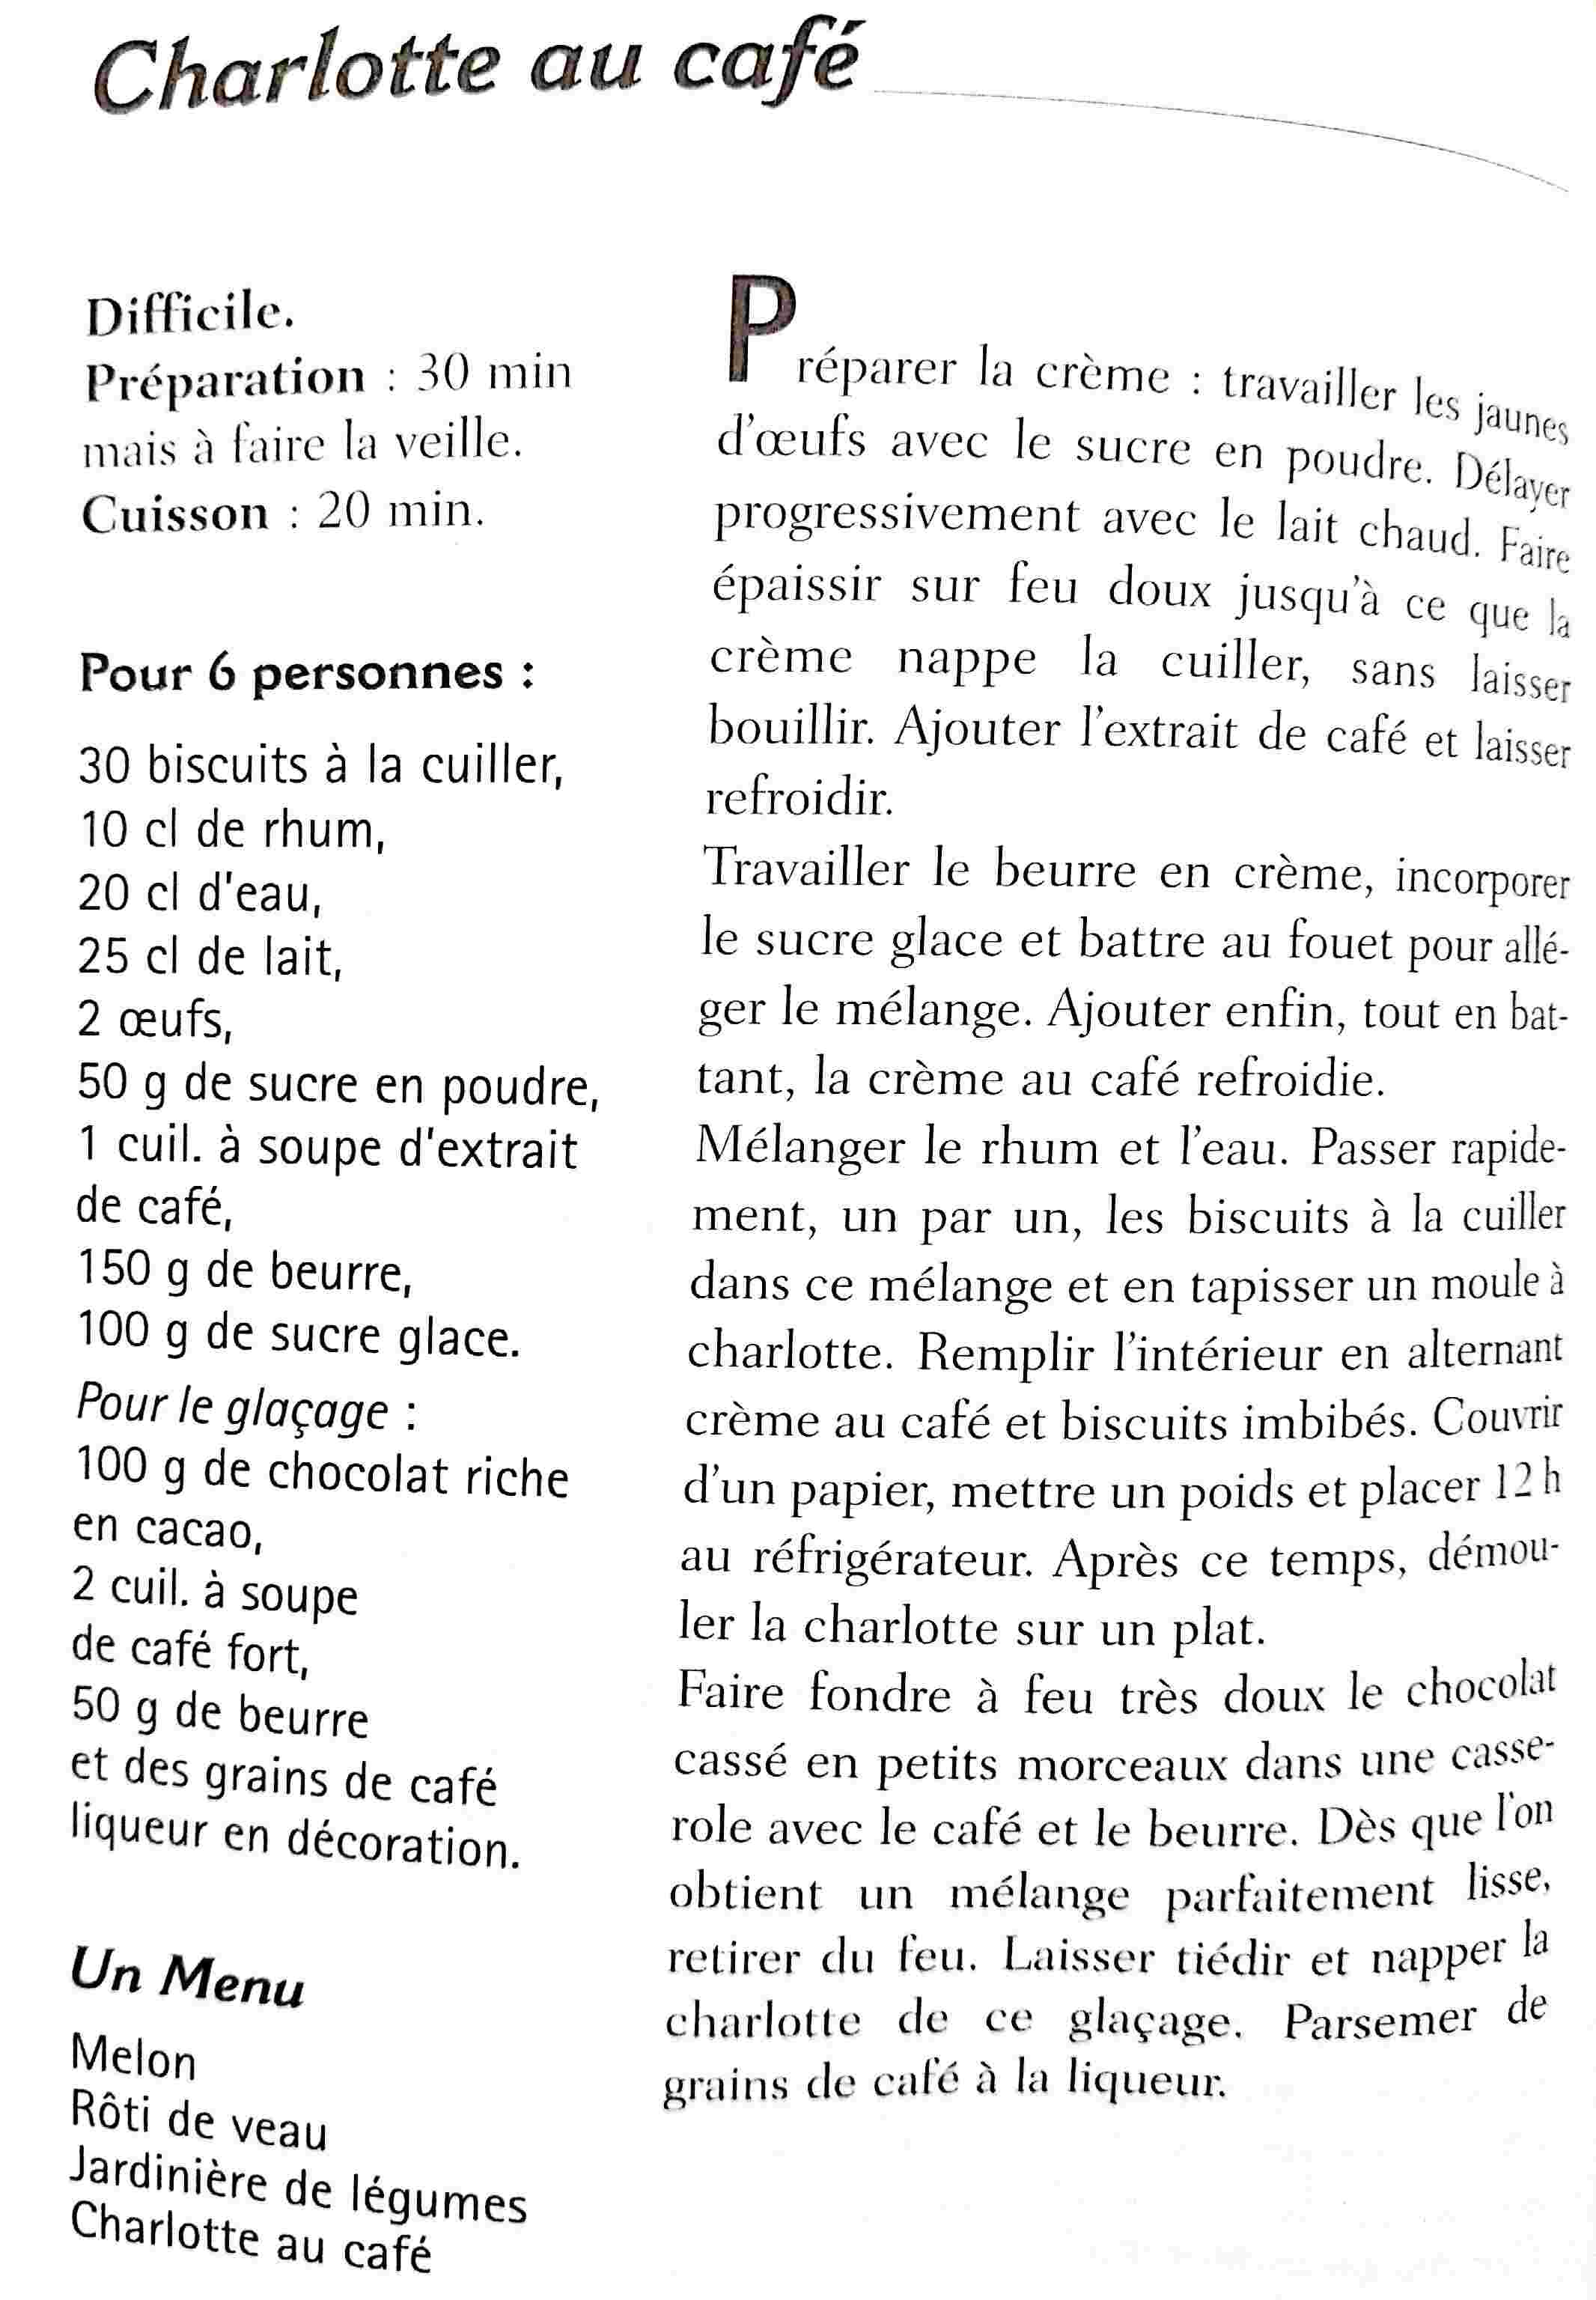 Charlotte au café
Difficile.
Préparation : 30 min
mais à faire la veille.
Cuisson : 20 min.
Pour 6 personnes :
30 biscuits à la cuiller,
10 cl de rhum,
20 cl d'eau,
25 cl de lait,
2 œufs,
50 g de sucre en poudre,
1 cuil. à soupe d'extrait
de café,
150 g de beurre,
100 g de sucre glace.
Pour le glaçage :
100 g de chocolat riche
en cacao,
2 cuil. à soupe
de café fort,
50 g de beurre
et des grains de café
liqueur en décoration.
Un Menu
Melon
Rôti de veau
Jardinière de légumes
Charlotte au café
Préparer la crème : travailler les jaunes
d'œufs avec le sucre en poudre. Délayer
progressivement avec le lait chaud. Faire
épaissir sur feu doux jusqu'à ce que la
crème nappe la cuiller, sans laisser
bouillir. Ajouter l'extrait de café et laisser
refroidir.
Travailler le beurre en crème, incorporer
le sucre glace et battre au fouet pour allé-
ger le mélange. Ajouter enfin, tout en bat-
tant, la crème au café refroidie.
Mélanger le rhum et l'eau. Passer rapide-
ment, un par un, les biscuits à la cuiller
dans ce mélange et en tapisser un moule à
charlotte. Remplir l'intérieur en alternant
crème au café et biscuits imbibés. Couvrir
d'un papier, mettre un poids et placer 12 h
au réfrigérateur. Après ce temps, démou-
ler la charlotte sur un plat.
Faire fondre à feu très doux le chocolat
cassé en petits morceaux dans une casse-
role avec le café et le beurre. Dès que l'on
obtient un mélange parfaitement lisse,
retirer du feu. Laisser tiédir et napper la
charlotte de ce glaçage. Parsemer de
grains de café à la liqueur.